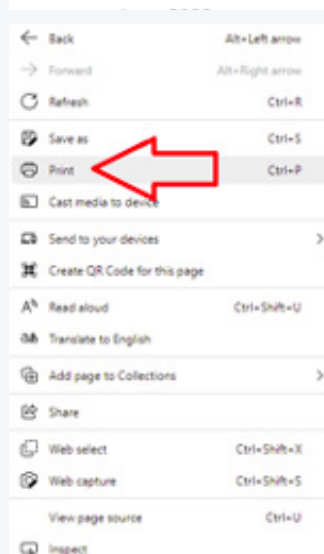 Back Alt+Left arrow
Forward Alt+Right arrow
Refresh Ctrl+R
Save as Ctrl+S
Print Ctrl+P
Cast media to device
Send to your devices
Create QR Code for this page
Read aloud Ctrl+Shift+U
Translate to English
Add page to Collections
Share
Web select Ctrl+Shift+X
Web capture Ctrl+Shift+S
View page source Ctrl+U
Inspect